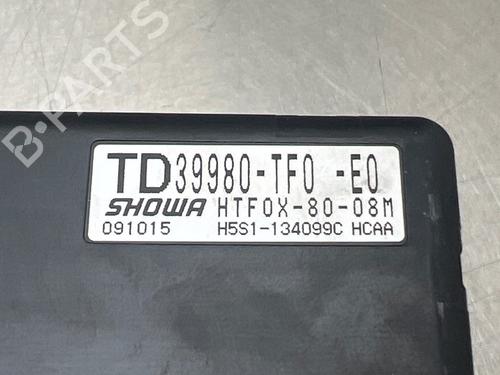 B-PARTS
TD39980-TF0 -E0
SHOWA HTF0X-80-08M
091015 H5S1-134099C HCAA